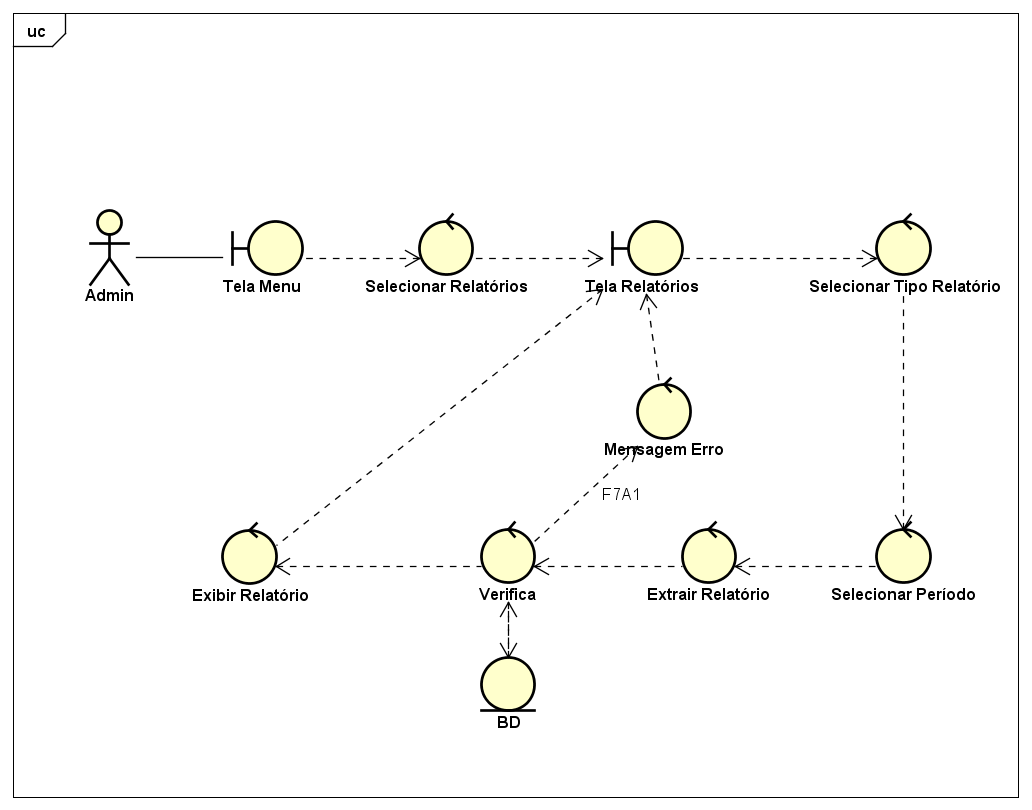 uc
Admin
Tela Menu
Selecionar Relatórios
Tela Relatórios
Selecionar Tipo Relatório
Mensagem Erro
F7A1
Exibir Relatório
Verifica
Extrair Relatório
Selecionar Período
BD